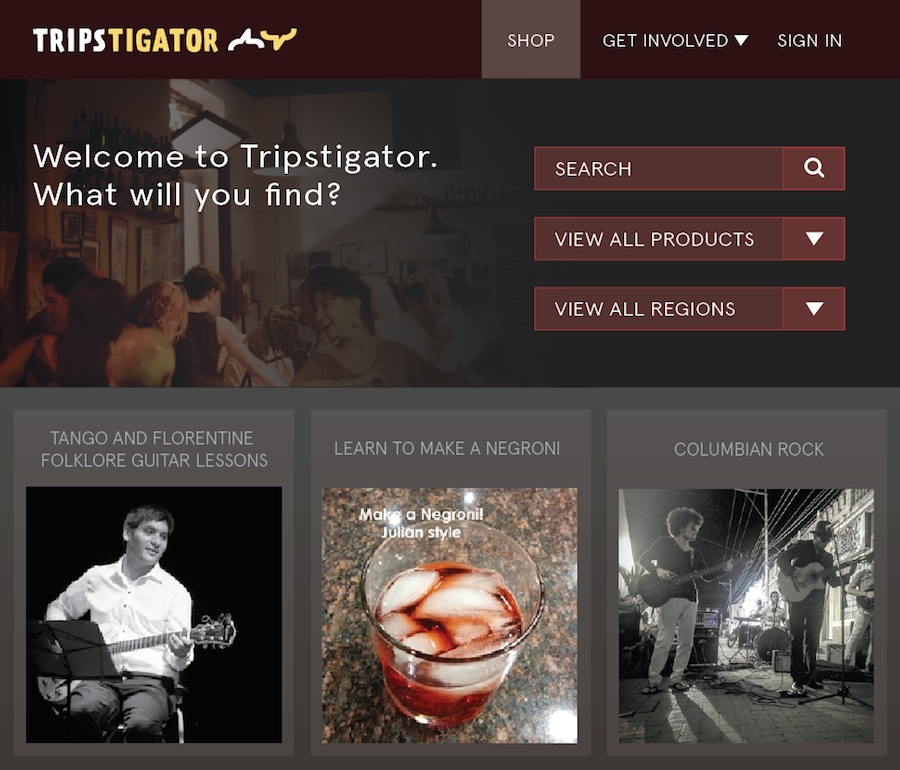 TRIPSTIGATOR
SHOP
GET INVOLVED
SIGN IN
Welcome to Tripstigator.
What will you find?
SEARCH
VIEW ALL PRODUCTS
VIEW ALL REGIONS
TANGO AND FLORENTINE
FOLKLORE GUITAR LESSONS
LEARN TO MAKE A NEGRONI
COLUMBIAN ROCK
Make a Negroni!
Julian style